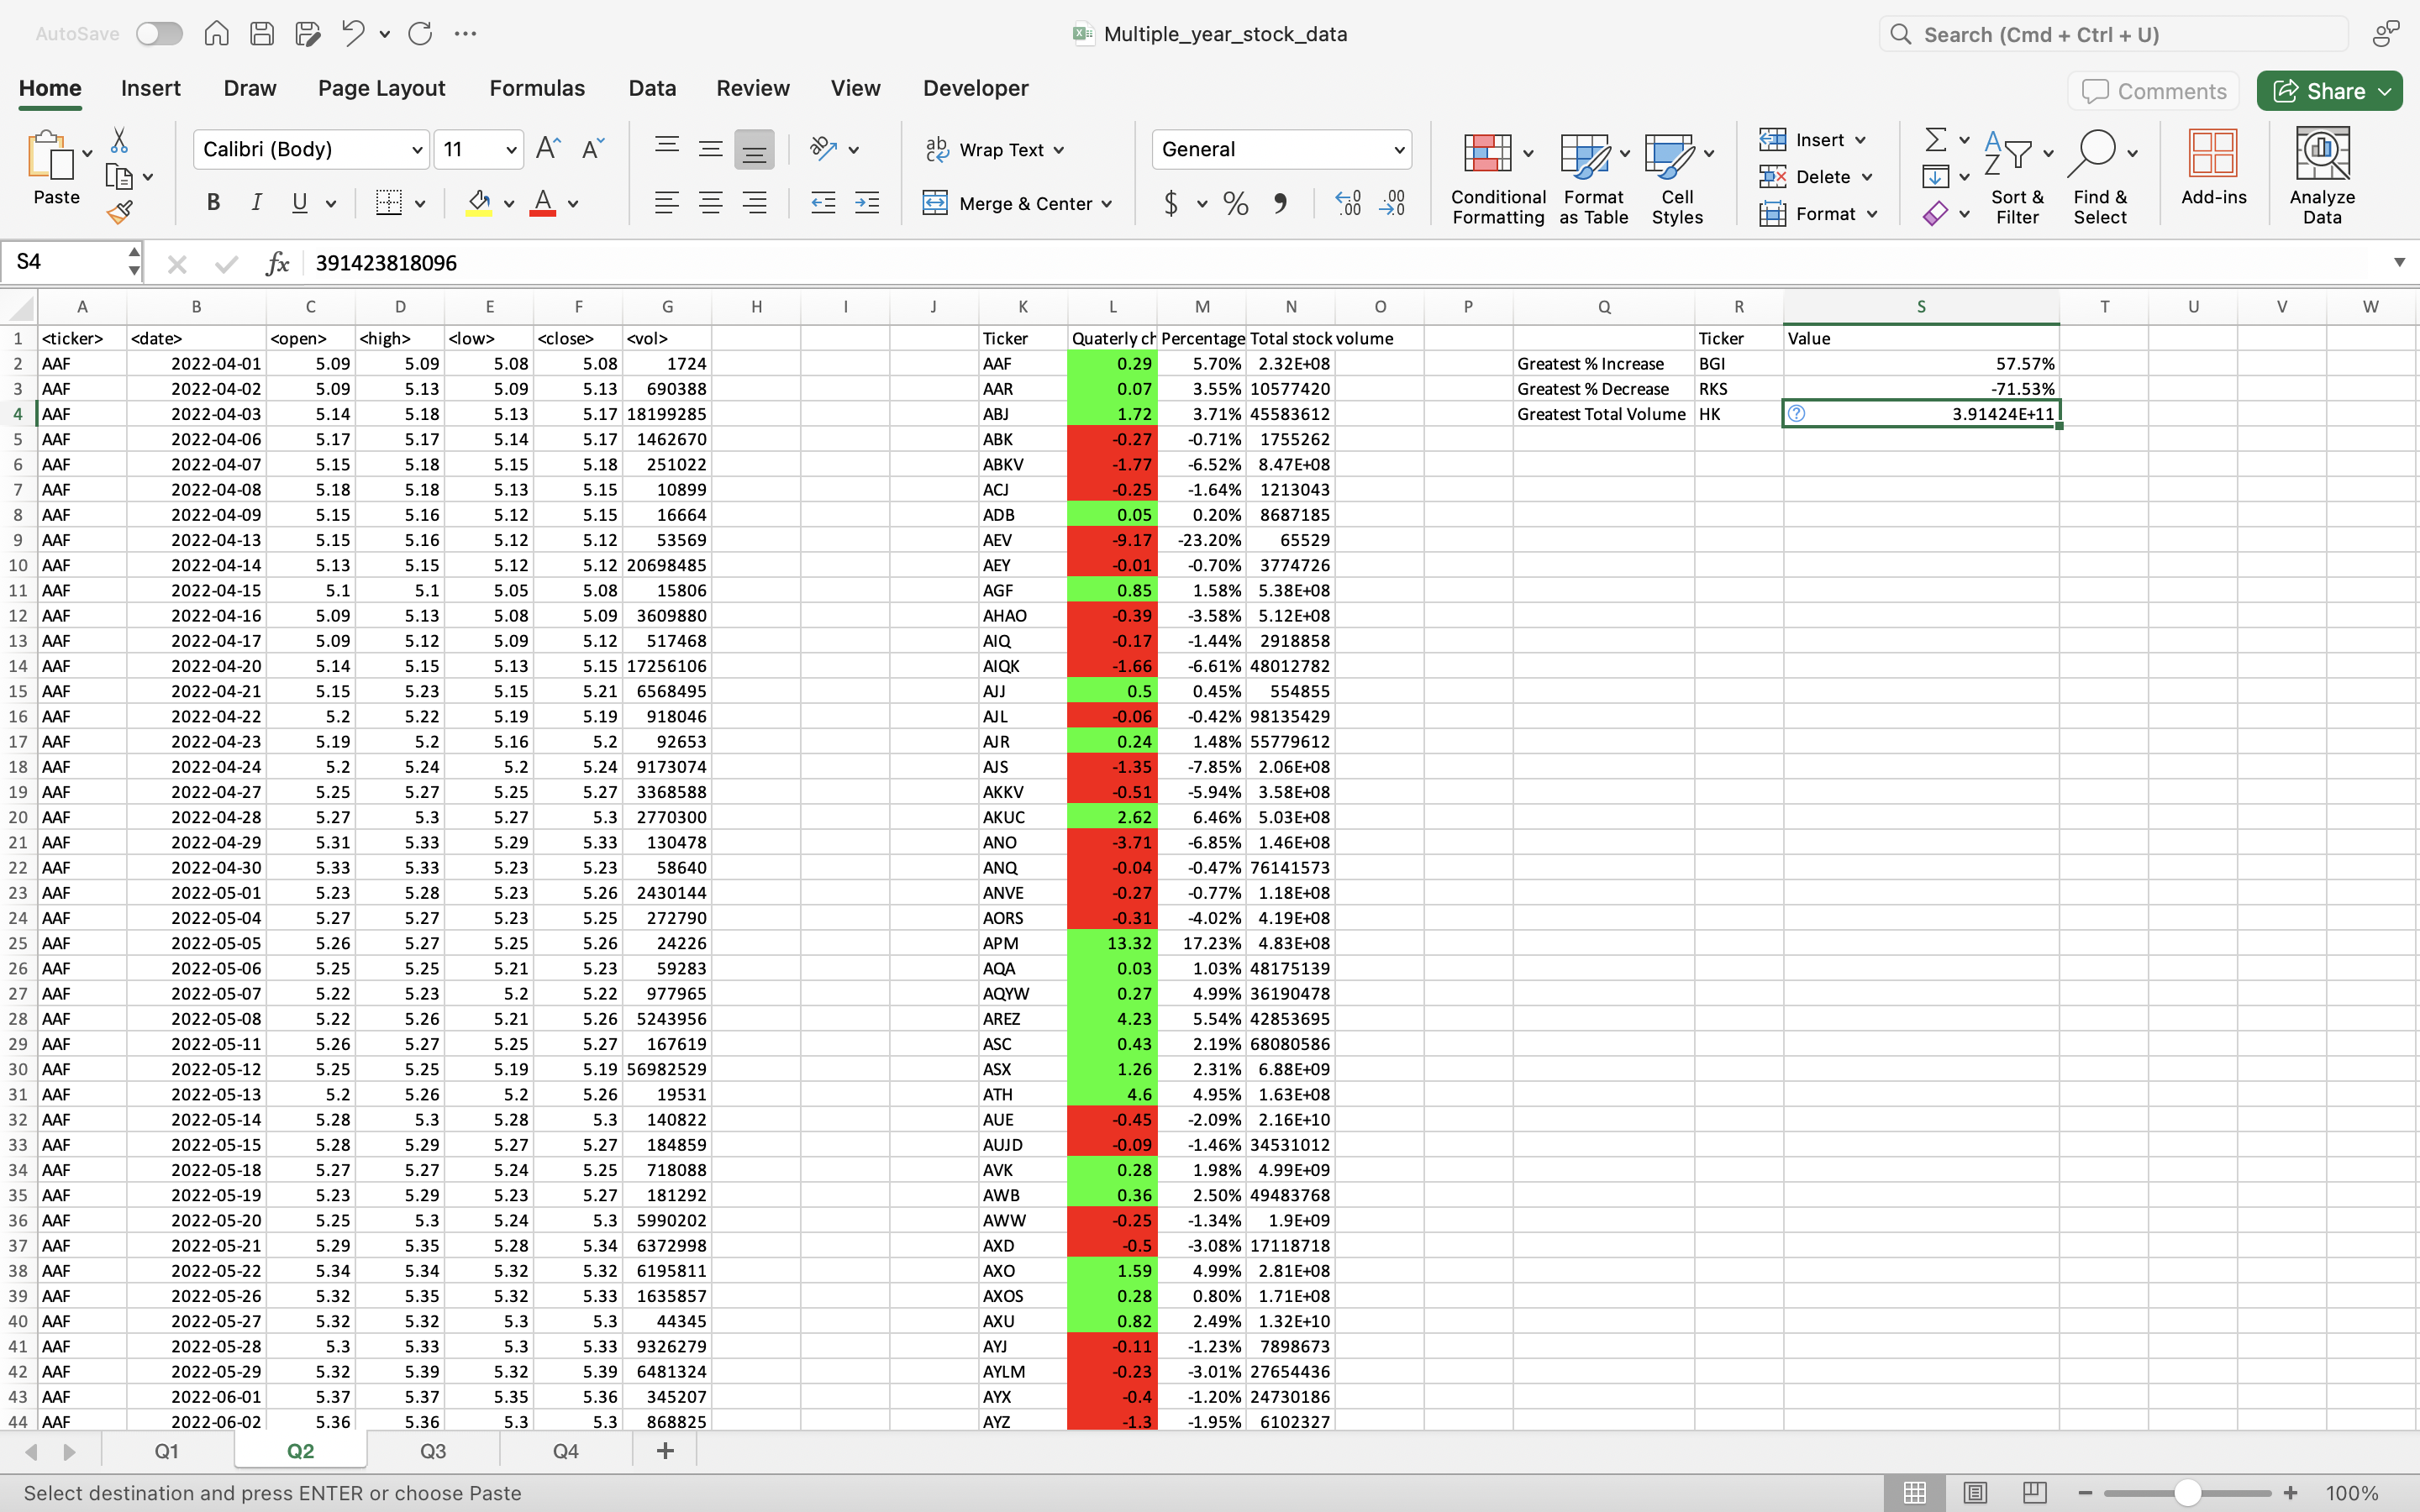 AutoSave
Multiple_year_stock_data
Search (Cmd + Ctrl + U)
Home Insert Draw Page Layout Formulas Data Review View Developer
Comments
Share
Paste
Calibri (Body)
11
B I U
Wrap Text
Merge & Center
General
Conditional Formatting
Format as Table
Cell Styles
Insert
Delete
Format
Sort & Filter
Find & Select
Add-ins
Analyze Data
S4 fx 391423818096
A B C D E F G H I J K L M N O P Q R S T U V W
1 <ticker> <date> <open> <high> <low> <close> <vol> Ticker Quaterly ch Percentage Total stock volume Ticker Value
2 AAF 2022-04-01 5.09 5.09 5.08 5.08 1724 AAF 0.29 5.70% 2.32E+08 Greatest % Increase BGI 57.57%
3 AAF 2022-04-02 5.09 5.13 5.09 5.13 690388 AAR 0.07 3.55% 10577420 Greatest % Decrease RKS -71.53%
4 AAF 2022-04-03 5.14 5.18 5.13 5.17 18199285 ABJ 1.72 3.71% 45583612 Greatest Total Volume HK 3.91424E+11
5 AAF 2022-04-06 5.17 5.17 5.14 5.17 1462670 ABK -0.27 -0.71% 1755262
6 AAF 2022-04-07 5.15 5.18 5.15 5.18 251022 ABKV -1.77 -6.52% 8.47E+08
7 AAF 2022-04-08 5.18 5.18 5.13 5.15 10899 ACJ -0.25 -1.64% 1213043
8 AAF 2022-04-09 5.15 5.16 5.12 5.15 16664 ADB 0.05 0.20% 8687185
9 AAF 2022-04-13 5.15 5.16 5.12 5.12 53569 AEV -9.17 -23.20% 65529
10 AAF 2022-04-14 5.13 5.15 5.12 5.12 20698485 AEY -0.01 -0.70% 3774726
11 AAF 2022-04-15 5.1 5.1 5.05 5.08 15806 AGF 0.85 1.58% 5.38E+08
12 AAF 2022-04-16 5.09 5.13 5.08 5.09 3609880 AHAO -0.39 -3.58% 5.12E+08
13 AAF 2022-04-17 5.09 5.12 5.09 5.12 517468 AIQ -0.17 -1.44% 2918858
14 AAF 2022-04-20 5.14 5.15 5.13 5.15 17256106 AIQK -1.66 -6.61% 48012782
15 AAF 2022-04-21 5.15 5.23 5.15 5.21 6568495 AJJ 0.5 0.45% 554855
16 AAF 2022-04-22 5.2 5.22 5.19 5.19 918046 AJL -0.06 -0.42% 98135429
17 AAF 2022-04-23 5.19 5.2 5.16 5.2 92653 AJR 0.24 1.48% 55779612
18 AAF 2022-04-24 5.2 5.24 5.2 5.24 9173074 AJS -1.35 -7.85% 2.06E+08
19 AAF 2022-04-27 5.25 5.27 5.25 5.27 3368588 AKKV -0.51 -5.94% 3.58E+08
20 AAF 2022-04-28 5.27 5.3 5.27 5.3 2770300 AKUC 2.62 6.46% 5.03E+08
21 AAF 2022-04-29 5.31 5.33 5.29 5.33 130478 ANO -3.71 -6.85% 1.46E+08
22 AAF 2022-04-30 5.33 5.33 5.23 5.23 58640 ANQ -0.04 -0.47% 76141573
23 AAF 2022-05-01 5.23 5.28 5.23 5.26 2430144 ANVE -0.27 -0.77% 1.18E+08
24 AAF 2022-05-04 5.27 5.27 5.23 5.25 272790 AORS -0.31 -4.02% 4.19E+08
25 AAF 2022-05-05 5.26 5.27 5.25 5.26 24226 APM 13.32 17.23% 4.83E+08
26 AAF 2022-05-06 5.25 5.25 5.21 5.23 59283 AQA 0.03 1.03% 48175139
27 AAF 2022-05-07 5.22 5.23 5.2 5.22 977965 AQYW 0.27 4.99% 36190478
28 AAF 2022-05-08 5.22 5.26 5.21 5.26 5243956 AREZ 4.23 5.54% 42853695
29 AAF 2022-05-11 5.26 5.27 5.25 5.27 167619 ASC 0.43 2.19% 68080586
30 AAF 2022-05-12 5.25 5.25 5.19 5.19 56982529 ASX 1.26 2.31% 6.88E+09
31 AAF 2022-05-13 5.2 5.26 5.2 5.26 19531 ATH 4.6 4.95% 1.63E+08
32 AAF 2022-05-14 5.28 5.3 5.28 5.3 140822 AUE -0.45 -2.09% 2.16E+10
33 AAF 2022-05-15 5.28 5.29 5.27 5.27 184859 AUJD -0.09 -1.46% 34531012
34 AAF 2022-05-18 5.27 5.27 5.24 5.25 718088 AVK 0.28 1.98% 4.99E+09
35 AAF 2022-05-19 5.23 5.29 5.23 5.27 181292 AWB 0.36 2.50% 49483768
36 AAF 2022-05-20 5.25 5.3 5.24 5.3 5990202 AWW -0.25 -1.34% 1.9E+09
37 AAF 2022-05-21 5.29 5.35 5.28 5.34 6372998 AXD -0.5 -3.08% 17118718
38 AAF 2022-05-22 5.34 5.34 5.32 5.32 6195811 AXO 1.59 4.99% 2.81E+08
39 AAF 2022-05-26 5.32 5.35 5.32 5.33 1635857 AXOS 0.28 0.80% 1.71E+08
40 AAF 2022-05-27 5.32 5.32 5.3 5.3 44345 AXU 0.82 2.49% 1.32E+10
41 AAF 2022-05-28 5.3 5.33 5.3 5.33 9326279 AYJ -0.11 -1.23% 7898673
42 AAF 2022-05-29 5.32 5.39 5.32 5.39 6481324 AYLM -0.23 -3.01% 27654436
43 AAF 2022-06-01 5.37 5.37 5.35 5.36 345207 AYX -0.4 -1.20% 24730186
44 AAF 2022-06-02 5.36 5.36 5.3 5.3 868825 AYZ -1.3 -1.95% 6102327
Q1 Q2 Q3 Q4 +
Select destination and press ENTER or choose Paste
100%